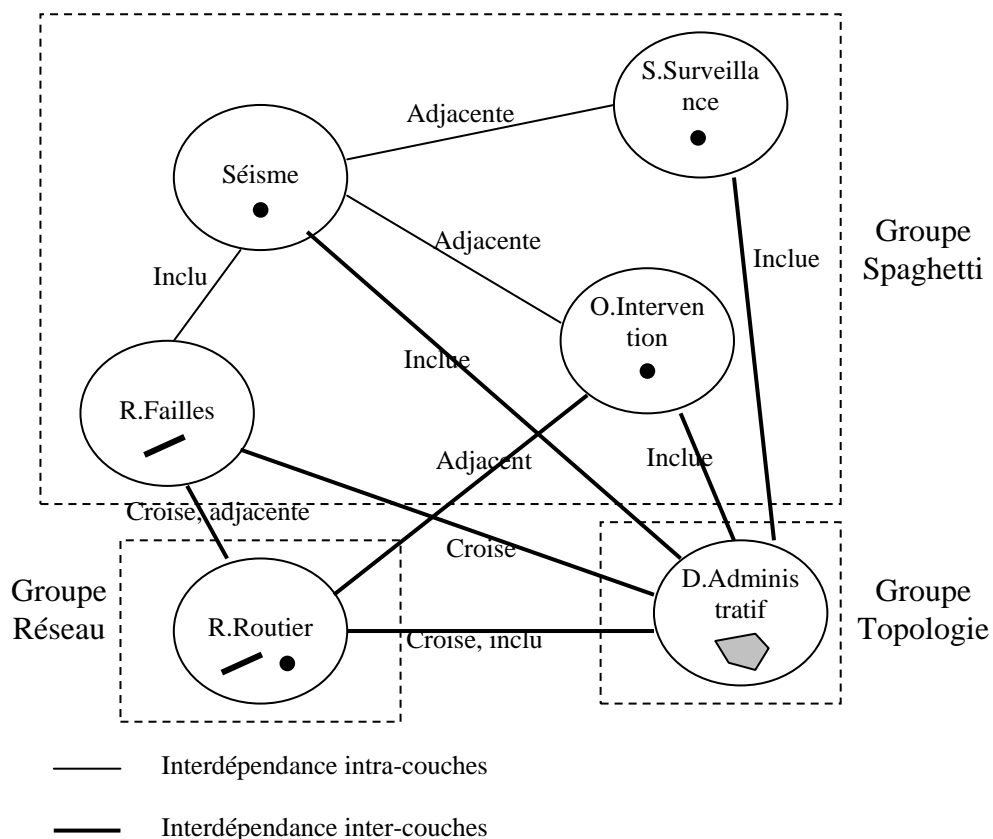 S.Surveilla
nce
Adjacente
Séisme
Adjacente
Groupe
Spaghetti
Inclue
Inclu
O.Interven
tion
Inclue
R.Failles
Adjacent
Inclue
Croise, adjacente
Croise
D.Adminis
tratif
Groupe
Réseau
Groupe
Topologie
R.Routier
Croise, inclu
Interdépendance intra-couches
Interdépendance inter-couches